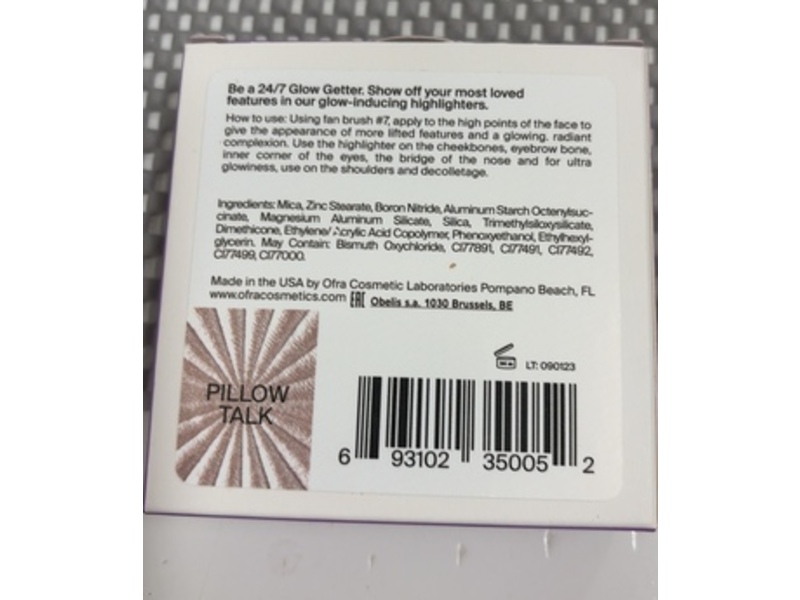 Be a 24/7 Glow Getter. Show off your most loved
features in our glow-inducing highlighters.
How to use: Using fan brush #7, apply to the high points of the face to
give the appearance of more lifted features and a glowing. radiant
complexion. Use the highlighter on the cheekbones, eyebrow bone,
inner corner of the eyes, the bridge of the nose and for ultra
glowiness, use on the shoulders and decolletage.
Ingredients: Mica, Zinc Stearate, Boron Nitride, Aluminum Starch Octenylsuc-
cinate, Magnesium Aluminum Silicate, Silica, Trimethylsiloxysilicate,
Dimethicone, Ethylene/Acrylic Acid Copolymer, Phenoxyethanol, Ethylhexyl-
glycerin. May Contain: Bismuth Oxychloride, CI77891, CI77491, CI77492,
CI77499, CI77000.
Made in the USA by Ofra Cosmetic Laboratories Pompano Beach, FL
www.ofracosmetics.com EAC Obelis s.a. 1030 Brussels, BE
LT: 090123
PILLOW
TALK
6 93102 35005 2